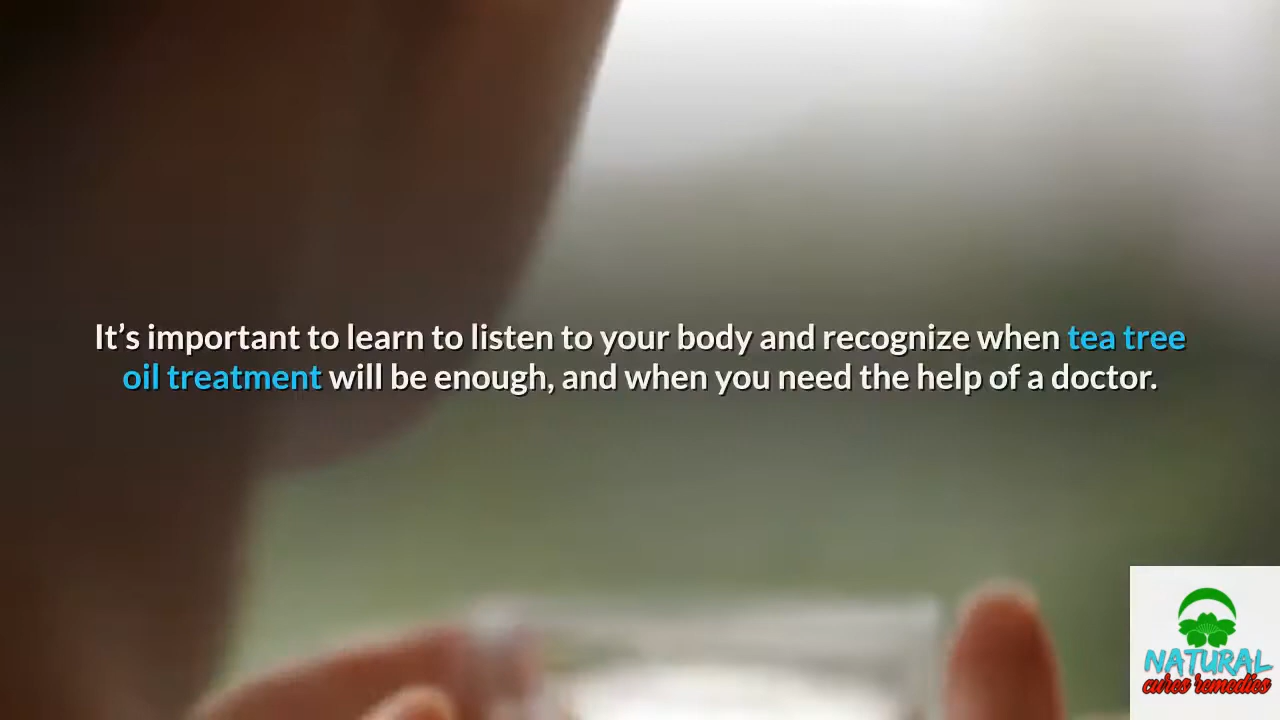 It’s important to learn to listen to your body and recognize when tea tree
oil treatment will be enough, and when you need the help of a doctor.
NATURAL
cures remedies